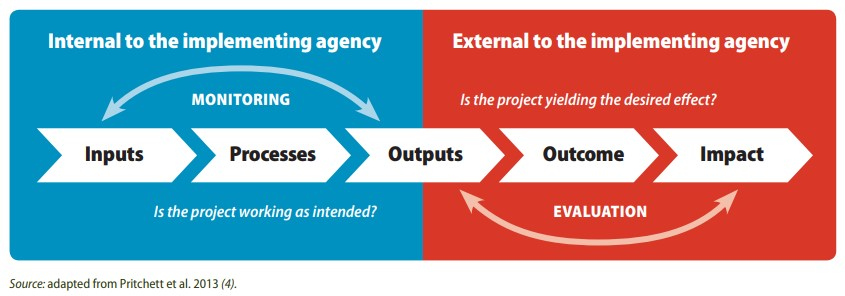 Internal to the implementing agency
External to the implementing agency
MONITORING
Is the project yielding the desired effect?
Inputs
Processes
Outputs
Outcome
Impact
Is the project working as intended?
EVALUATION
Source: adapted from Pritchett et al. 2013 (4).